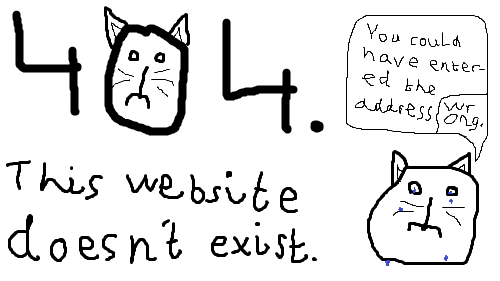 404.
This website
doesn't exist.
You could
have enter-
ed the
address wr
ong.